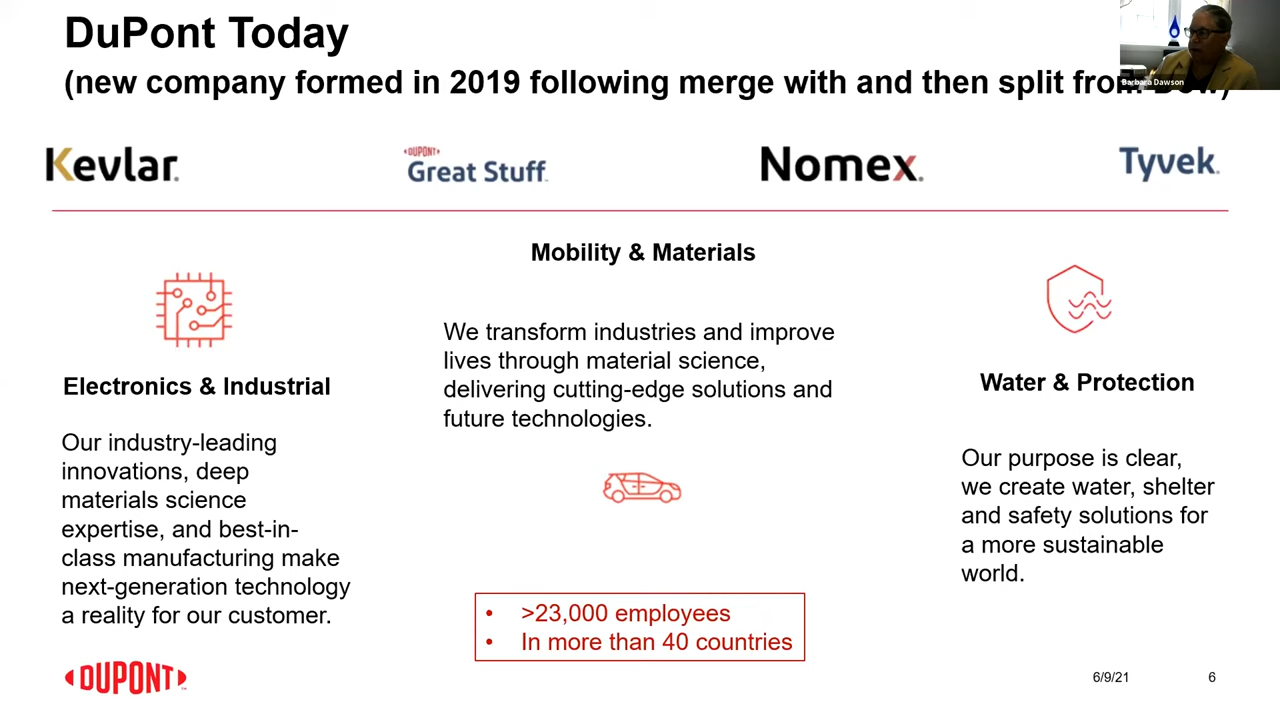 DuPont Today
(new company formed in 2019 following merge with and then split from Dow)
Barbara Dawson
Kevlar.
DUPONT
Great Stuff
Nomex.
Tyvek.
Electronics & Industrial
Our industry-leading
innovations, deep
materials science
expertise, and best-in-
class manufacturing make
next-generation technology
a reality for our customer.
Mobility & Materials
We transform industries and improve
lives through material science,
delivering cutting-edge solutions and
future technologies.
• >23,000 employees
• In more than 40 countries
Water & Protection
Our purpose is clear,
we create water, shelter
and safety solutions for
a more sustainable
world.
DUPONT
6/9/21
6